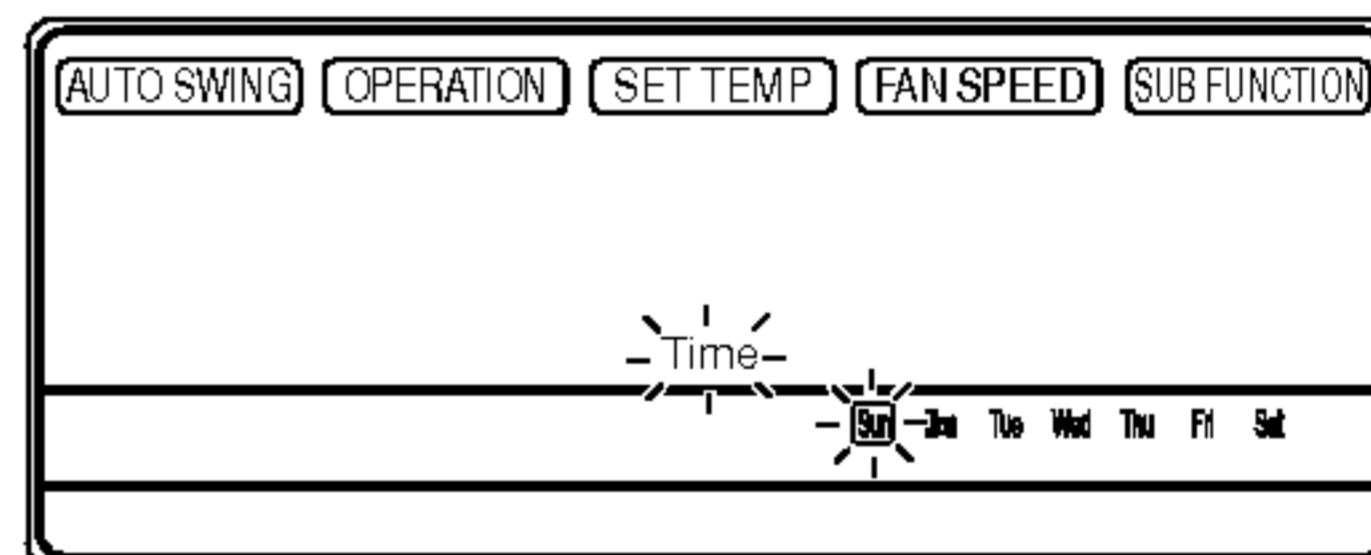 AUTO SWING OPERATION SET TEMP FAN SPEED SUB FUNCTION
Time
Sun Tue Wed Thu Fri Sat